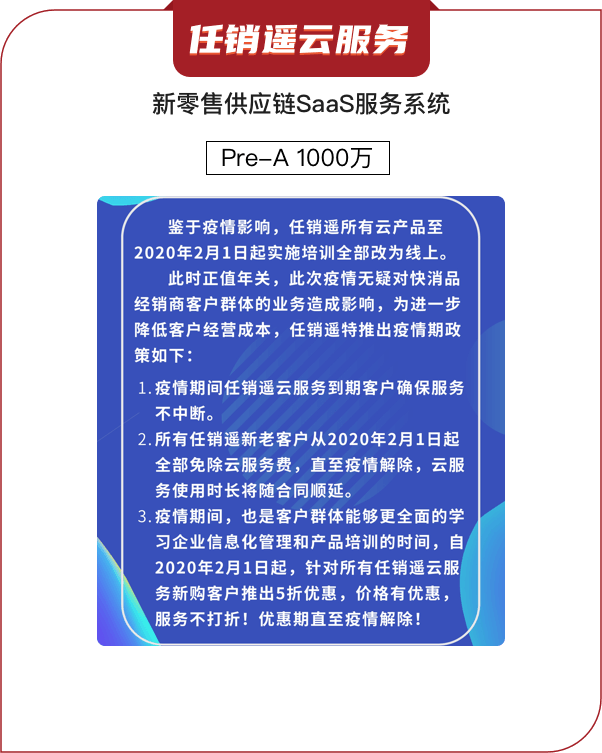 任销遥云服务
新零售供应链SaaS服务系统
Pre-A 1000万
鉴于疫情影响，任销遥所有云产品至
2020年2月1日起实施培训全部改为线上。
此时正值年关，此次疫情无疑对快消品
经销商客户群体的业务造成影响，为进一步
降低客户经营成本，任销遥特推出疫情期政
策如下：
1.疫情期间任销遥云服务到期客户确保服务
不中断。
2.所有任销遥新老客户从2020年2月1日起
全部免除云服务费，直至疫情解除，云服
务使用时长将随合同顺延。
3.疫情期间，也是客户群体能够更全面的学
习企业信息化管理和产品培训的时间，自
2020年2月1日起，针对所有任销遥云服
务新购客户推出5折优惠，价格有优惠，
服务不打折！优惠期直至疫情解除！